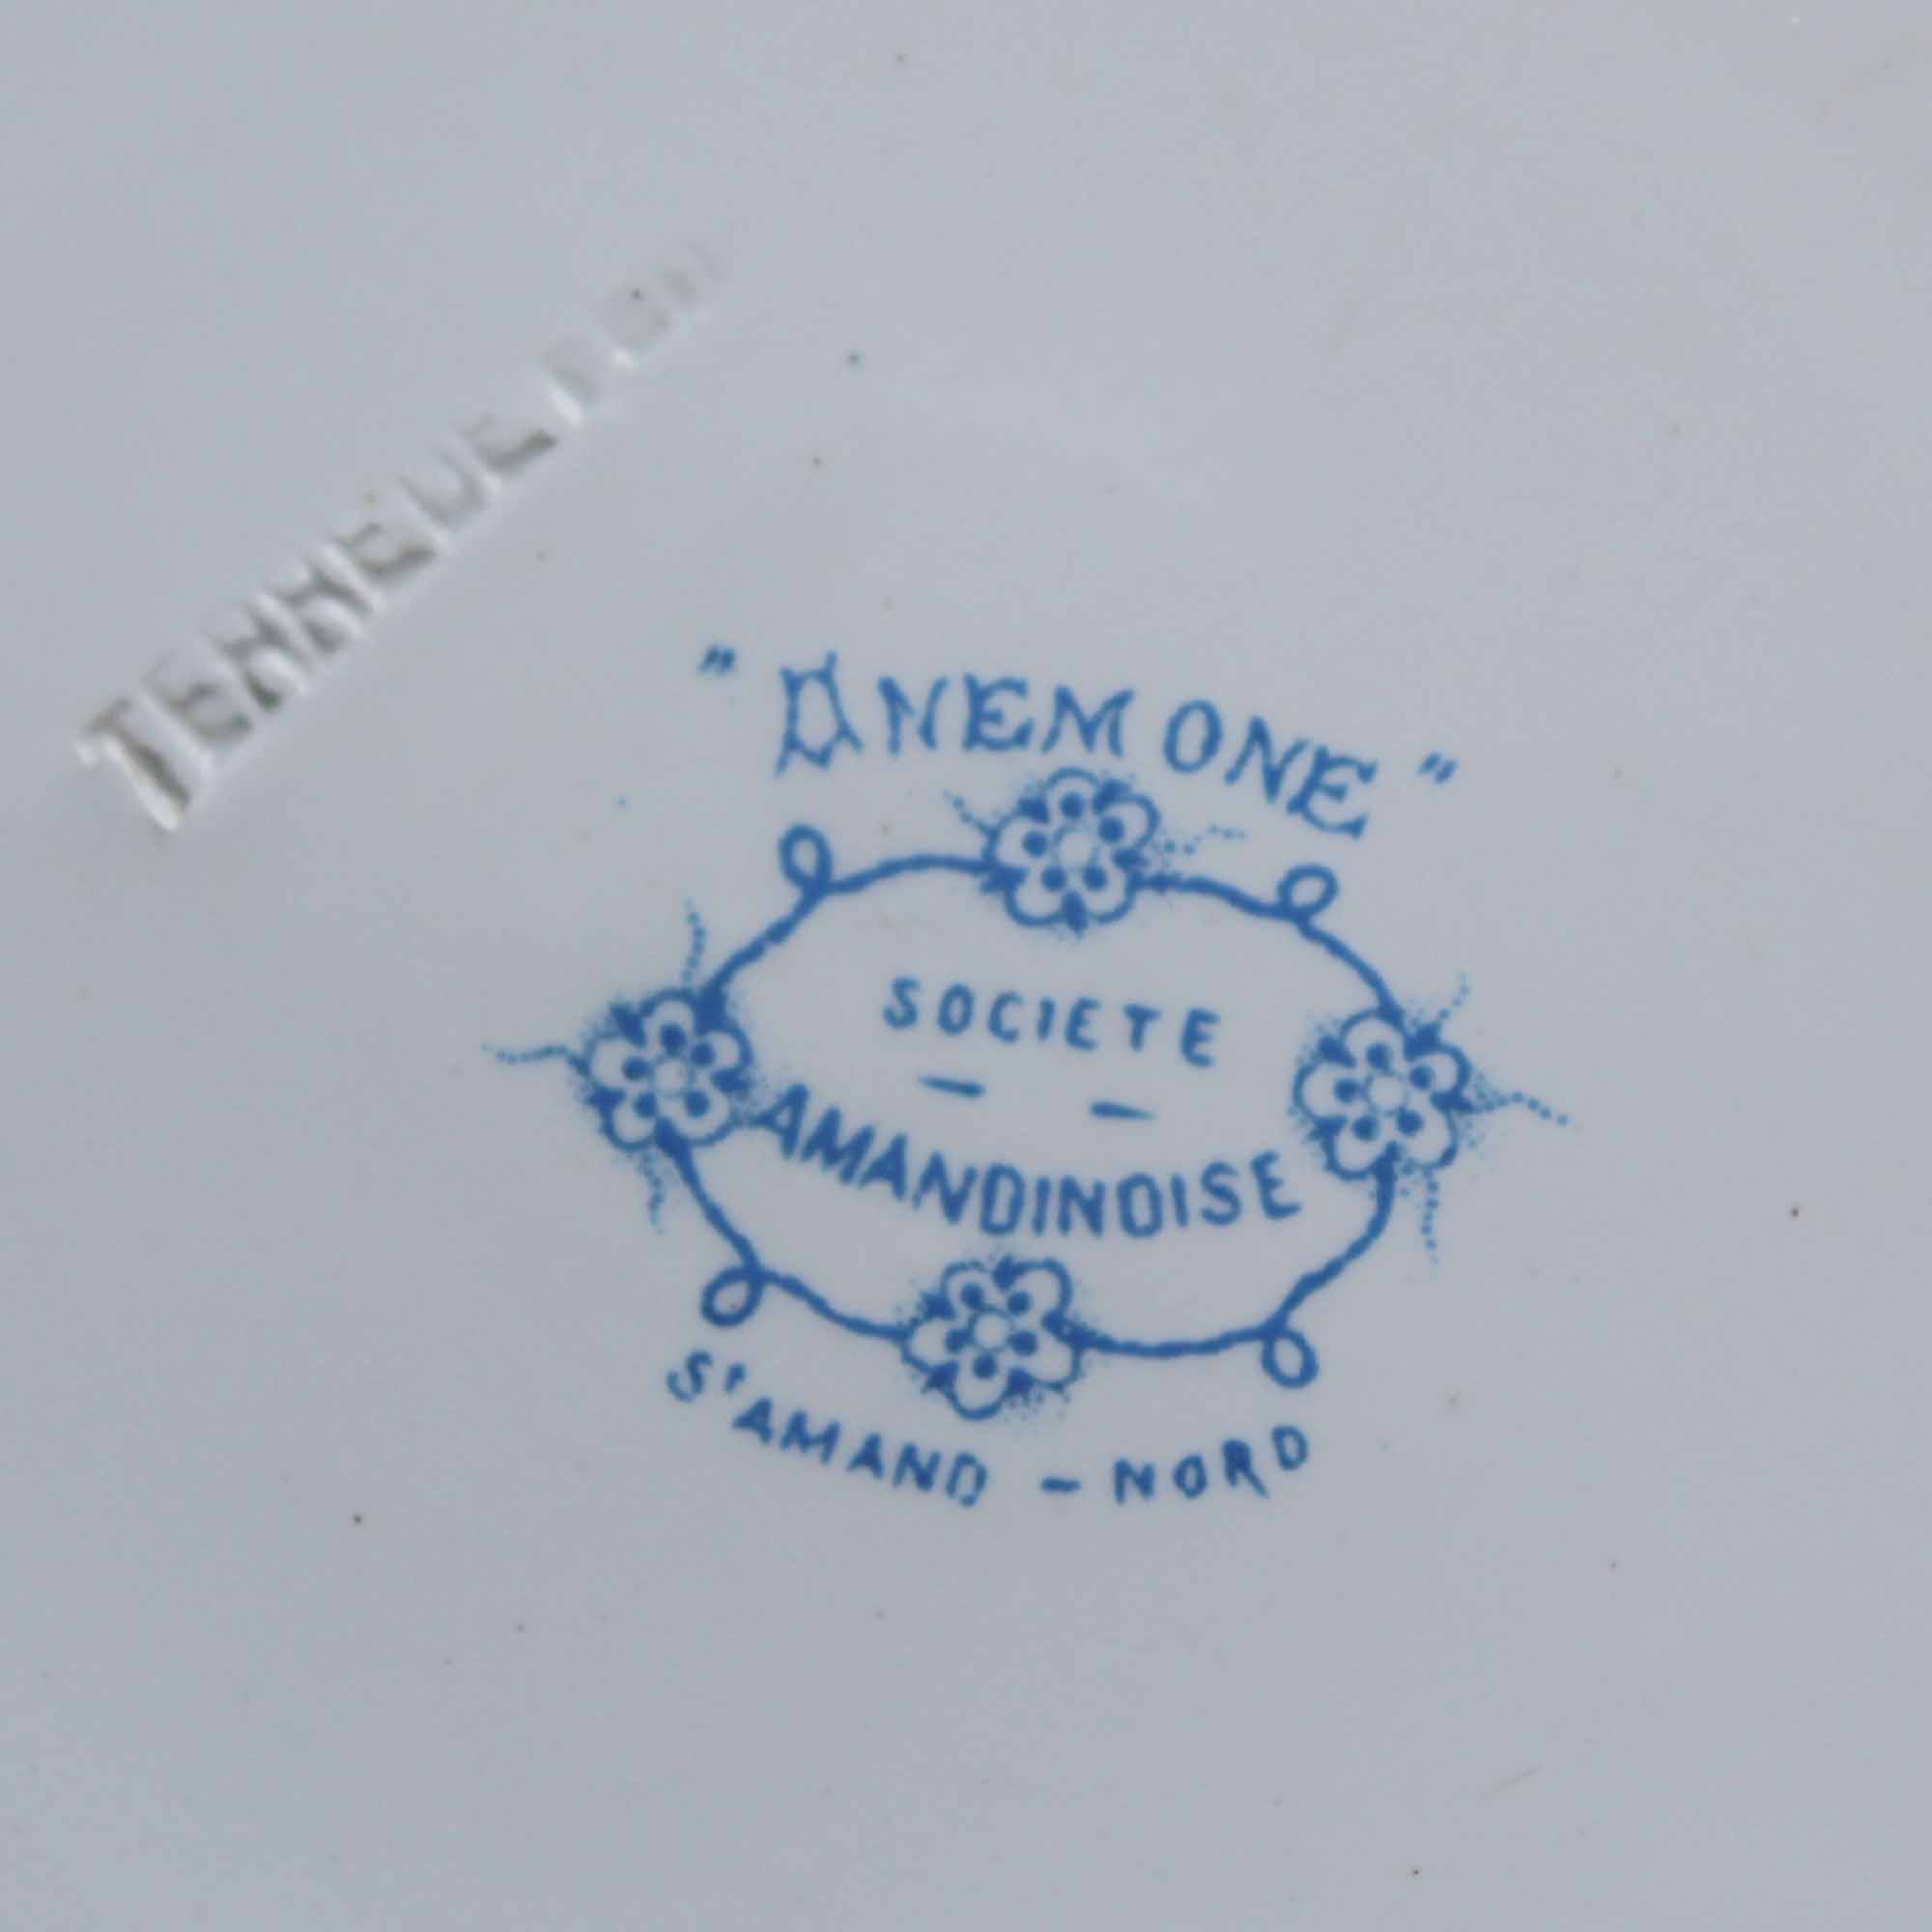 "ANEMONE"
SOCIETE
AMANDINOISE
S'AMAND - NORD